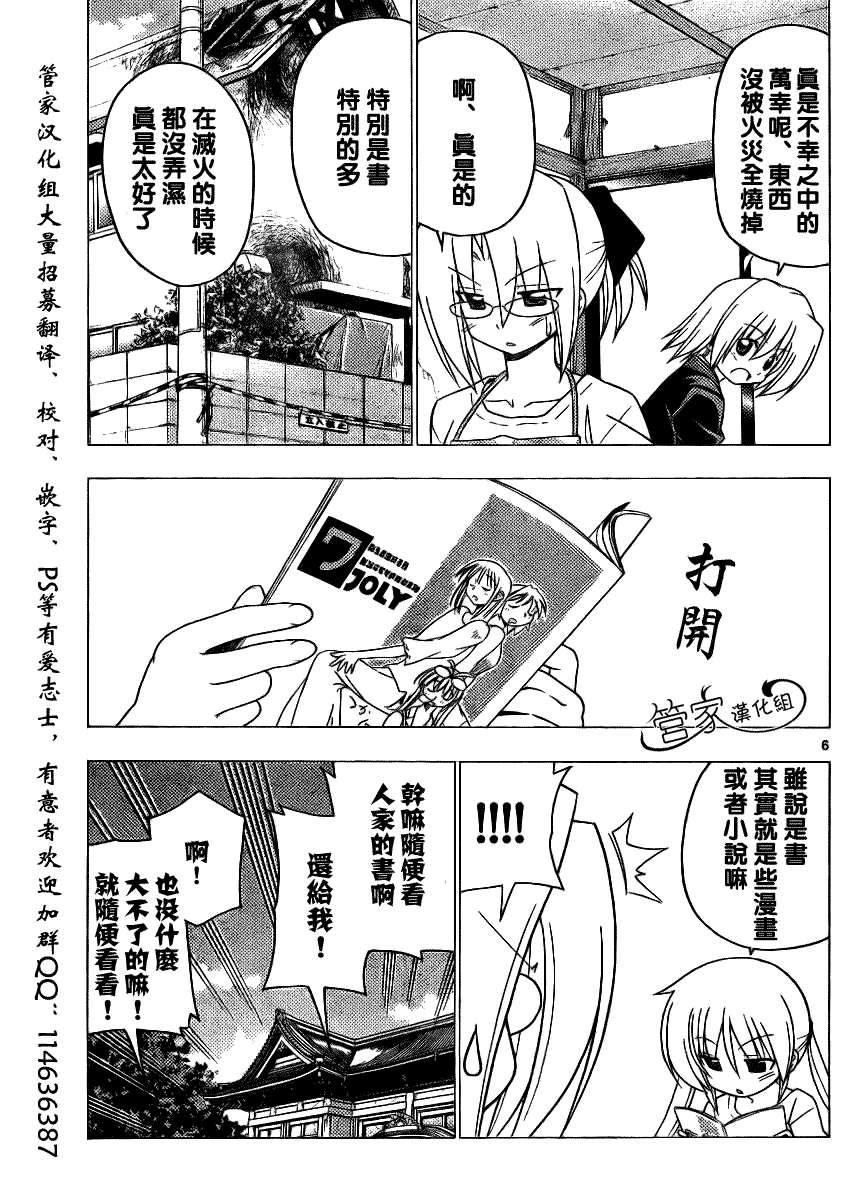 真是不幸之中的
萬幸呢、東西
沒被火災全燒掉
啊、真是的
特別是書
特別的多
在滅火的時候
都沒弄濕
真是太好了
打開
ワ
JOLY
管家漢化組
6
雖說是書
其實就是些漫畫
或者小說嘛
!!!!
幹嘛隨便看
人家的書啊
還給我！
啊！
也没什麼
大不了的嘛！
就隨便看看！
管家汉化组大量招募翻译、校对、嵌字、PS等有爱志士，有意者欢迎加群QQ：114636387